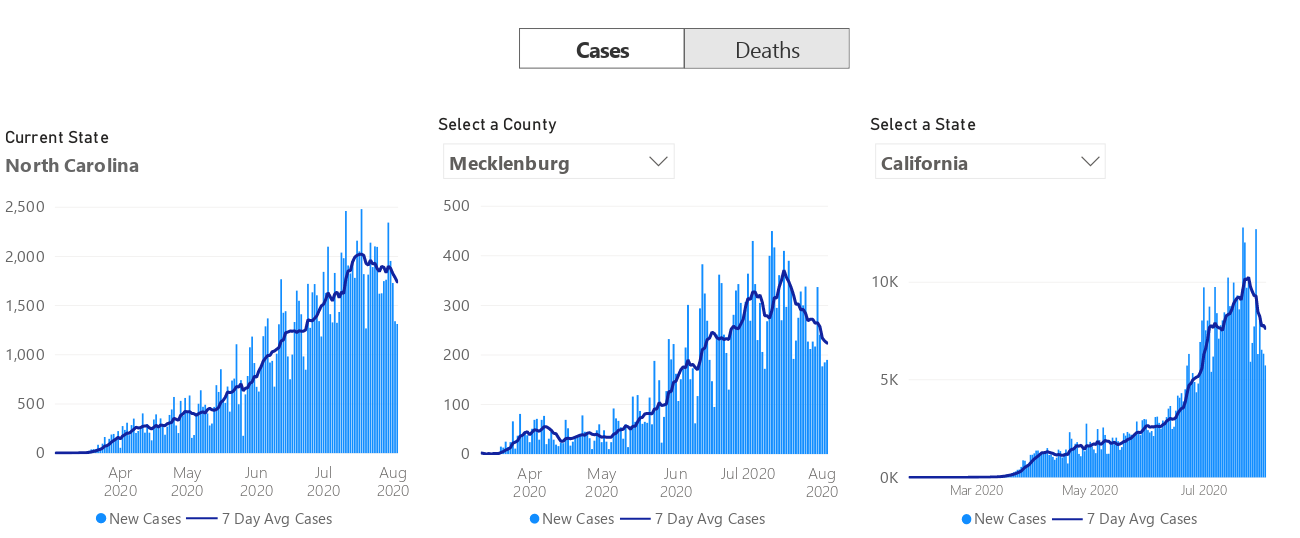 Cases Deaths
Current State
North Carolina
2,500
2,000
1,500
1,000
500
0
Apr 2020
May 2020
Jun 2020
Jul 2020
Aug 2020
New Cases 7 Day Avg Cases
Select a County
Mecklenburg
500
400
300
200
100
0
Apr 2020
May 2020
Jun 2020
Jul 2020
Aug 2020
New Cases 7 Day Avg Cases
Select a State
California
10K
5K
0K
Mar 2020 May 2020 Jul 2020
New Cases 7 Day Avg Cases